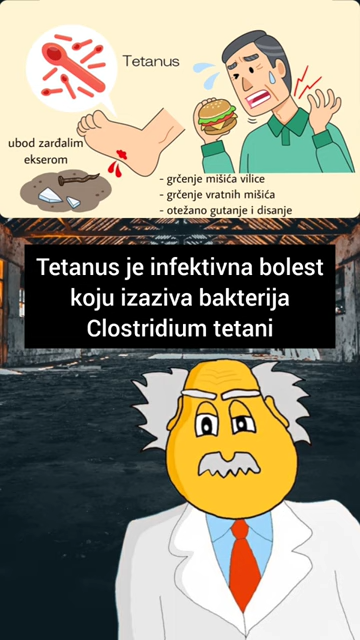 Tetanus
ubod zarđalim
ekserom
- grčenje mišića vilice
- grčenje vratnih mišića
- otežano gutanje i disanje
Tetanus je infektivna bolest
koju izaziva bakterija
Clostridium tetani